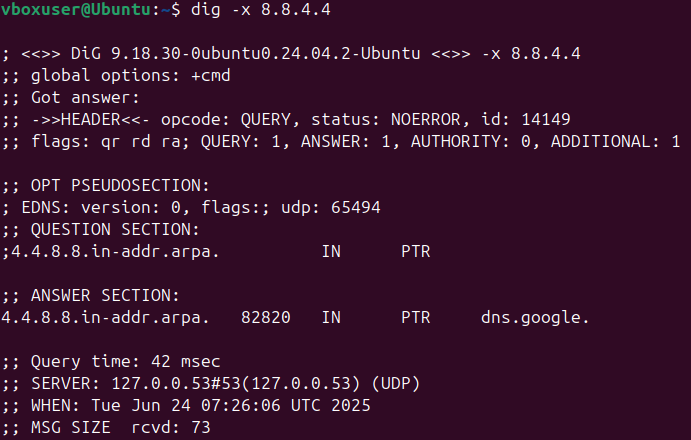 vboxuser@Ubuntu:~$ dig -x 8.8.4.4

; <<>> DiG 9.18.30-0ubuntu0.24.04.2-Ubuntu <<>> -x 8.8.4.4
;; global options: +cmd
;; Got answer:
;; ->>HEADER<<- opcode: QUERY, status: NOERROR, id: 14149
;; flags: qr rd ra; QUERY: 1, ANSWER: 1, AUTHORITY: 0, ADDITIONAL: 1

;; OPT PSEUDOSECTION:
; EDNS: version: 0, flags:; udp: 65494
;; QUESTION SECTION:
;4.4.8.8.in-addr.arpa.		IN	PTR

;; ANSWER SECTION:
4.4.8.8.in-addr.arpa.	82820	IN	PTR	dns.google.

;; Query time: 42 msec
;; SERVER: 127.0.0.53#53(127.0.0.53) (UDP)
;; WHEN: Tue Jun 24 07:26:06 UTC 2025
;; MSG SIZE  rcvd: 73